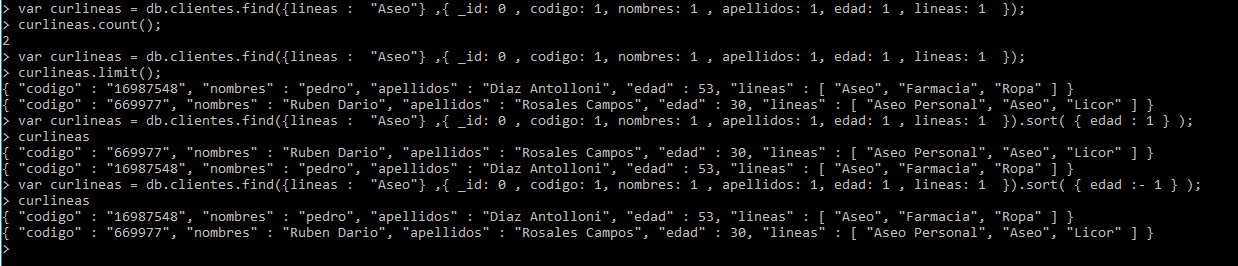 > var curlineas = db.clientes.find({lineas :  "Aseo"} ,{ _id: 0 , codigo: 1, nombres: 1 , apellidos: 1, edad: 1 , lineas: 1  });
> curlineas.count();
2
> var curlineas = db.clientes.find({lineas :  "Aseo"} ,{ _id: 0 , codigo: 1, nombres: 1 , apellidos: 1, edad: 1 , lineas: 1  });
> curlineas.limit();
{ "codigo" : "16987548", "nombres" : "pedro", "apellidos" : "Diaz Antolloni", "edad" : 53, "lineas" : [ "Aseo", "Farmacia", "Ropa" ] }
{ "codigo" : "669977", "nombres" : "Ruben Dario", "apellidos" : "Rosales Campos", "edad" : 30, "lineas" : [ "Aseo Personal", "Aseo", "Licor" ] }
> var curlineas = db.clientes.find({lineas :  "Aseo"} ,{ _id: 0 , codigo: 1, nombres: 1 , apellidos: 1, edad: 1 , lineas: 1  }).sort( { edad : 1 } );
> curlineas
{ "codigo" : "669977", "nombres" : "Ruben Dario", "apellidos" : "Rosales Campos", "edad" : 30, "lineas" : [ "Aseo Personal", "Aseo", "Licor" ] }
{ "codigo" : "16987548", "nombres" : "pedro", "apellidos" : "Diaz Antolloni", "edad" : 53, "lineas" : [ "Aseo", "Farmacia", "Ropa" ] }
> var curlineas = db.clientes.find({lineas :  "Aseo"} ,{ _id: 0 , codigo: 1, nombres: 1 , apellidos: 1, edad: 1 , lineas: 1  }).sort( { edad :- 1 } );
> curlineas
{ "codigo" : "16987548", "nombres" : "pedro", "apellidos" : "Diaz Antolloni", "edad" : 53, "lineas" : [ "Aseo", "Farmacia", "Ropa" ] }
{ "codigo" : "669977", "nombres" : "Ruben Dario", "apellidos" : "Rosales Campos", "edad" : 30, "lineas" : [ "Aseo Personal", "Aseo", "Licor" ] }
>